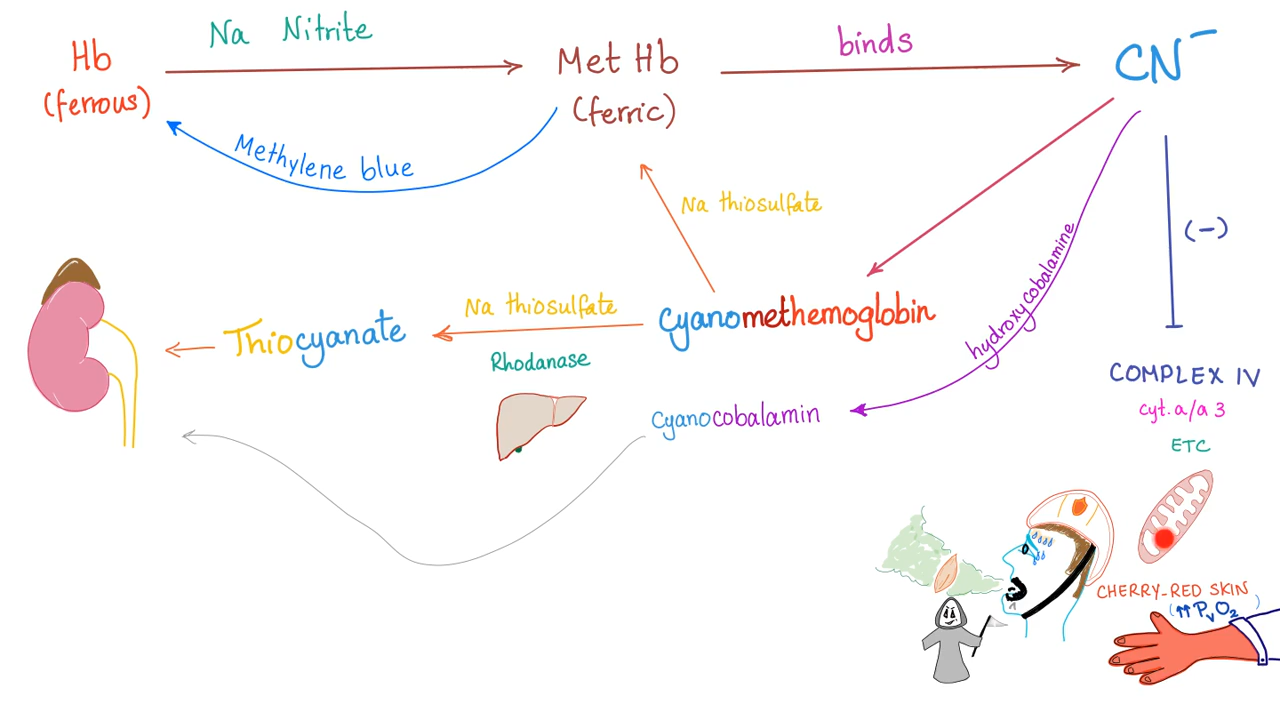 Na Nitrite
Hb
(ferrous)
Met Hb
(ferric)
binds
CN⁻
Methylene blue
Na thiosulfate
(-)
hydroxycobalamine
Thiocyanate
Na thiosulfate
Rhodanase
Cyanomethemoglobin
Cyanocobalamin
COMPLEX IV
cyt. a/a 3
ETC
CHERRY-RED SKIN
(↑↑PᵥO₂)